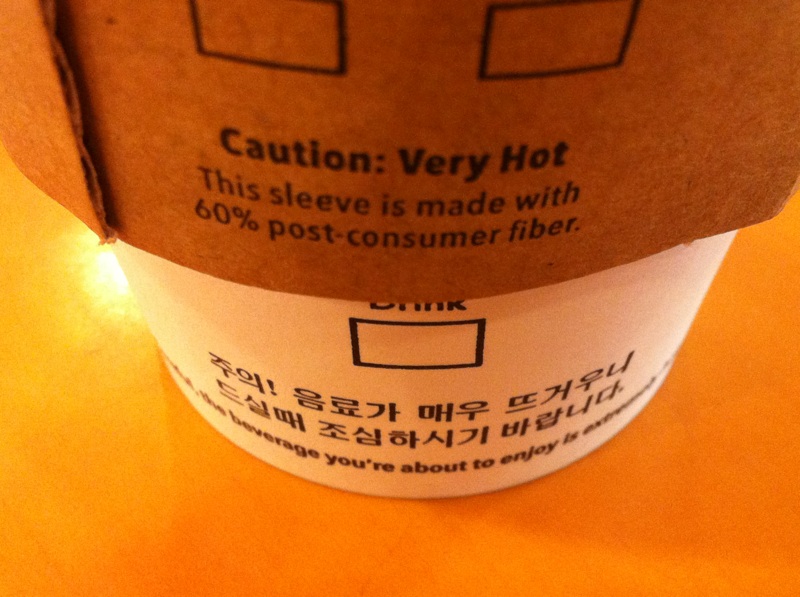 Caution: Very Hot
This sleeve is made with
60% post-consumer fiber.
Drink
주의! 음료가 매우 뜨거우니
드실때 조심하시기 바랍니다.
the beverage you're about to enjoy is extremely